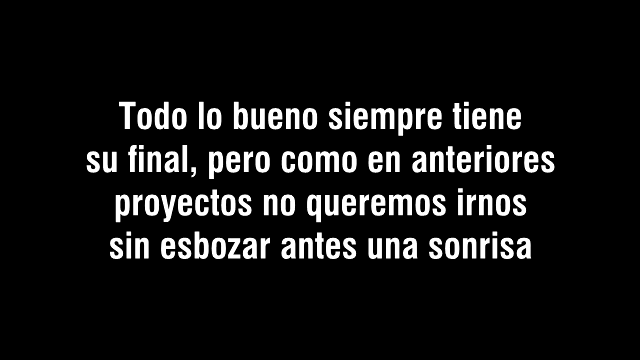 Todo lo bueno siempre tiene
su final, pero como en anteriores
proyectos no queremos irnos
sin esbozar antes una sonrisa